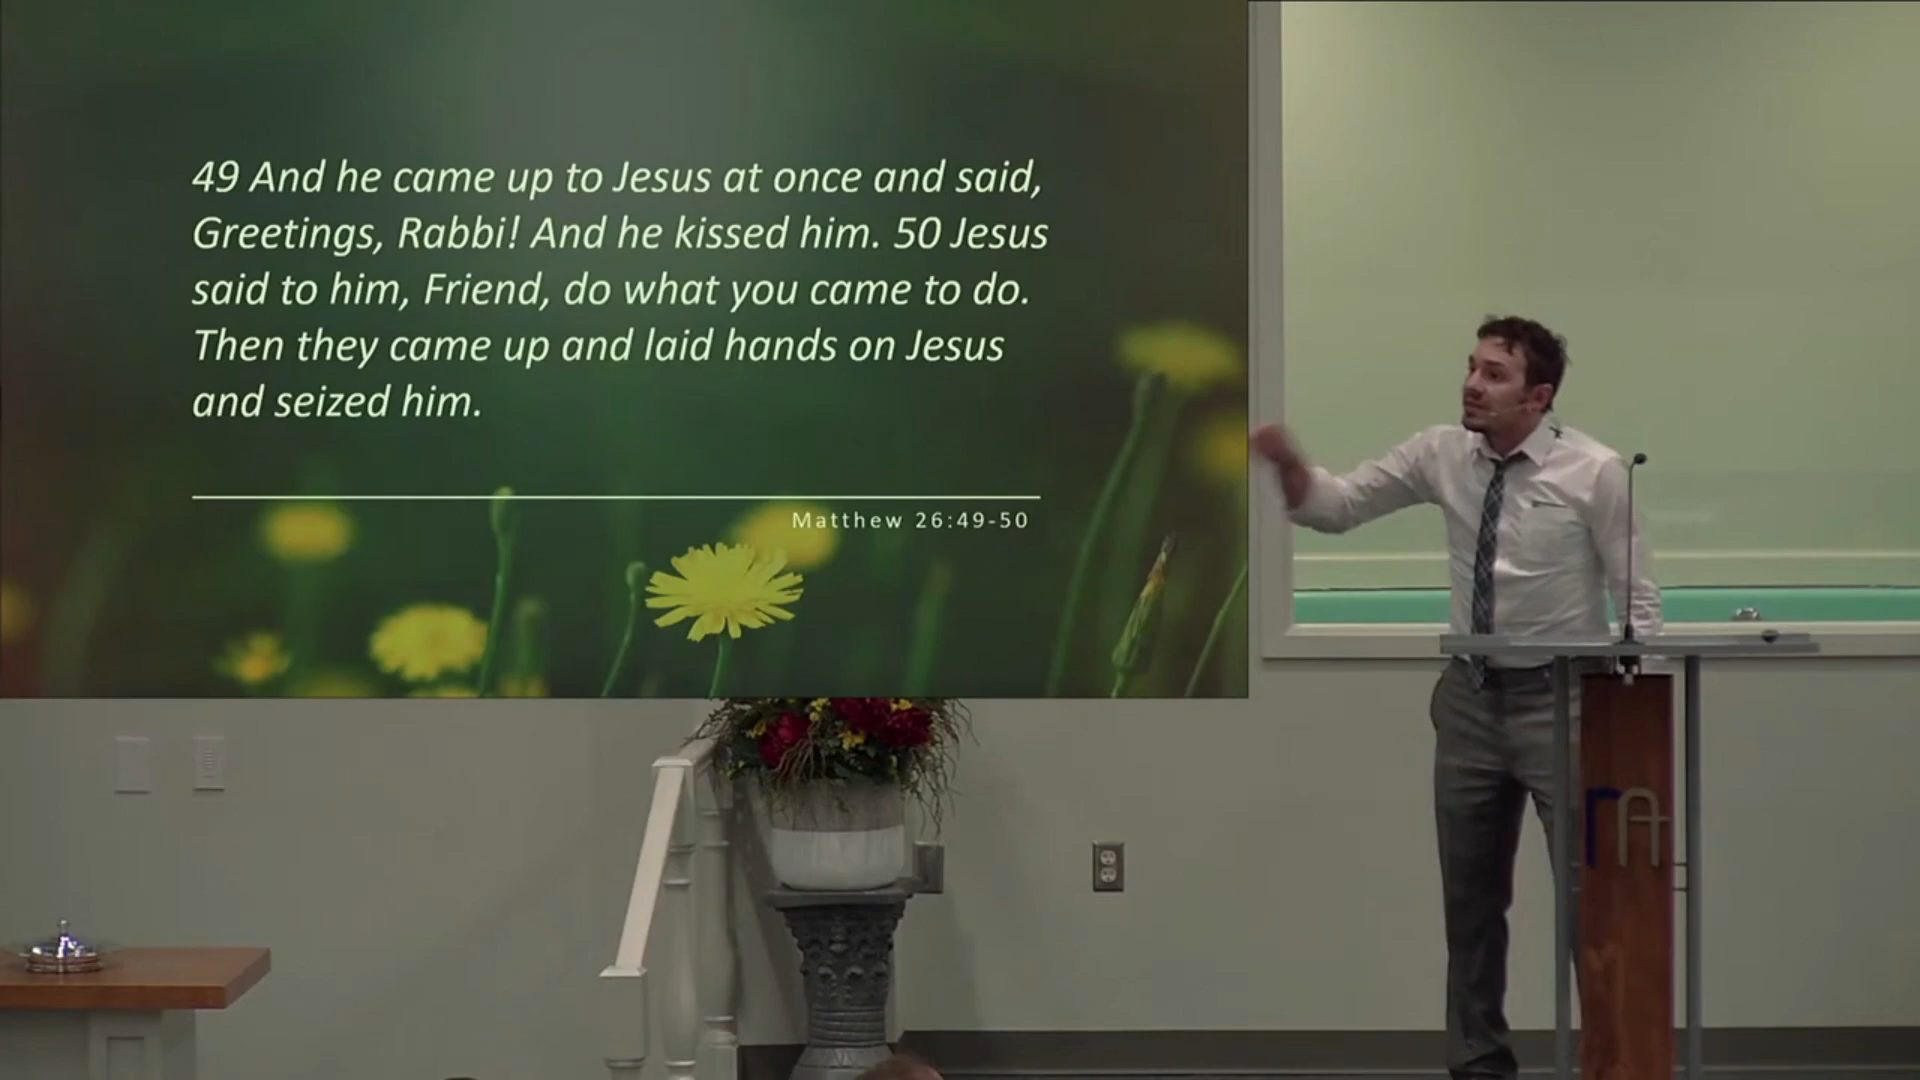 49 And he came up to Jesus at once and said,
Greetings, Rabbi! And he kissed him. 50 Jesus
said to him, Friend, do what you came to do.
Then they came up and laid hands on Jesus
and seized him.
Matthew 26:49-50